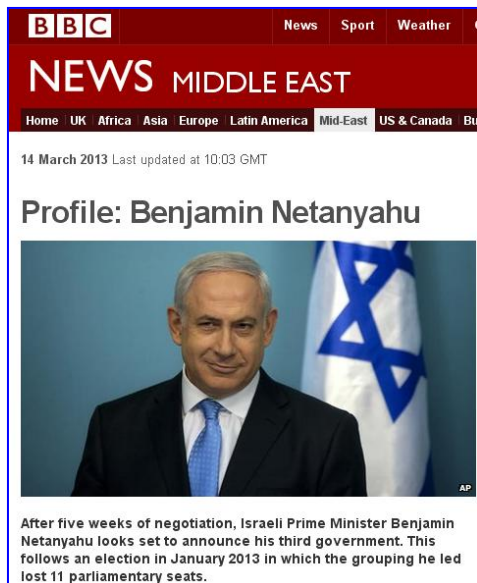 BBC News Sport Weather
NEWS MIDDLE EAST
Home UK Africa Asia Europe Latin America Mid-East US & Canada
14 March 2013 Last updated at 10:03 GMT
Profile: Benjamin Netanyahu
AP
After five weeks of negotiation, Israeli Prime Minister Benjamin
Netanyahu looks set to announce his third government. This
follows an election in January 2013 in which the grouping he led
lost 11 parliamentary seats.